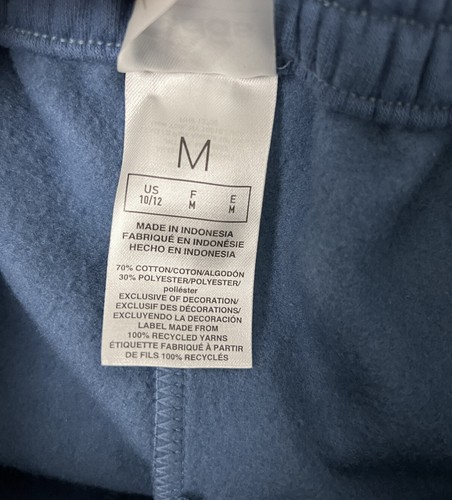 M
US F E
10/12 M M
MADE IN INDONESIA
FABRIQUÉ EN INDONÉSIE
HECHO EN INDONESIA
70% COTTON/COTON/ALGODÓN
30% POLYESTER/POLYESTER/
poliéster
EXCLUSIVE OF DECORATION/
EXCLUSIF DES DÉCORATIONS/
EXCLUYENDO LA DECORACIÓN
LABEL MADE FROM
100% RECYCLED YARNS
ÉTIQUETTE FABRIQUÉ À PARTIR
DE FILS 100% RECYCLÉS